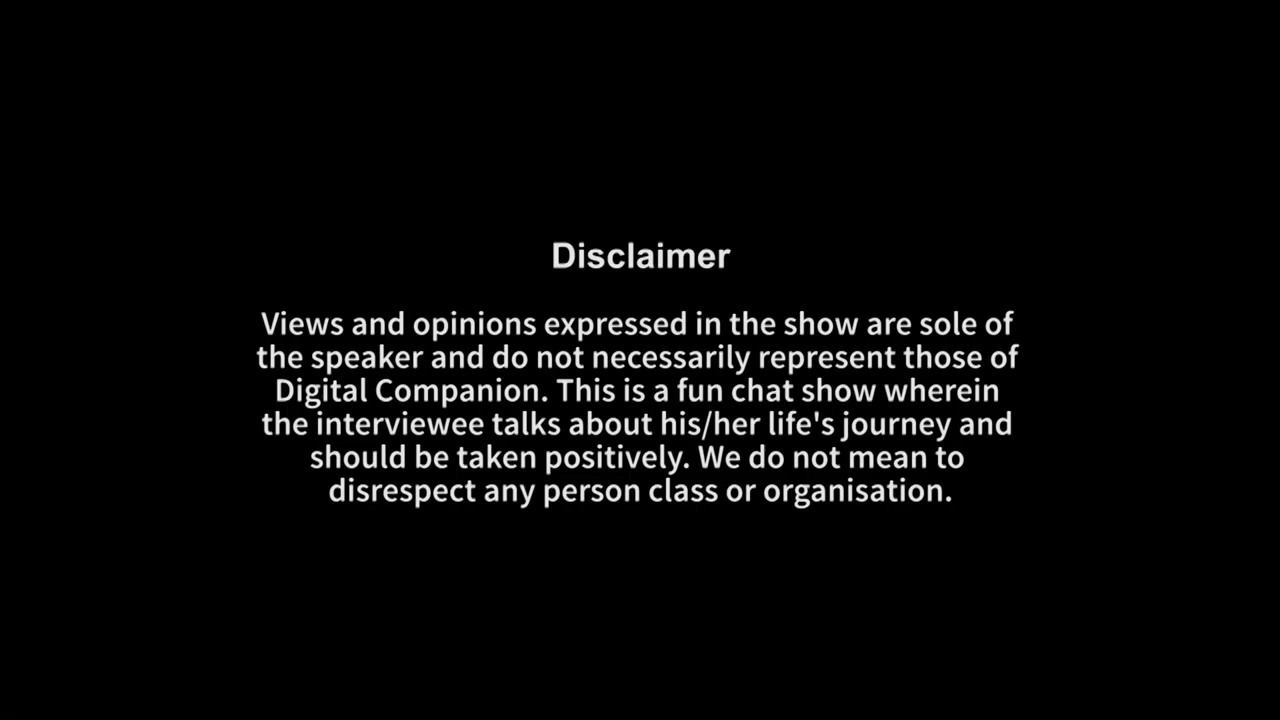 Disclaimer
Views and opinions expressed in the show are sole of
the speaker and do not necessarily represent those of
Digital Companion. This is a fun chat show wherein
the interviewee talks about his/her life's journey and
should be taken positively. We do not mean to
disrespect any person class or organisation.